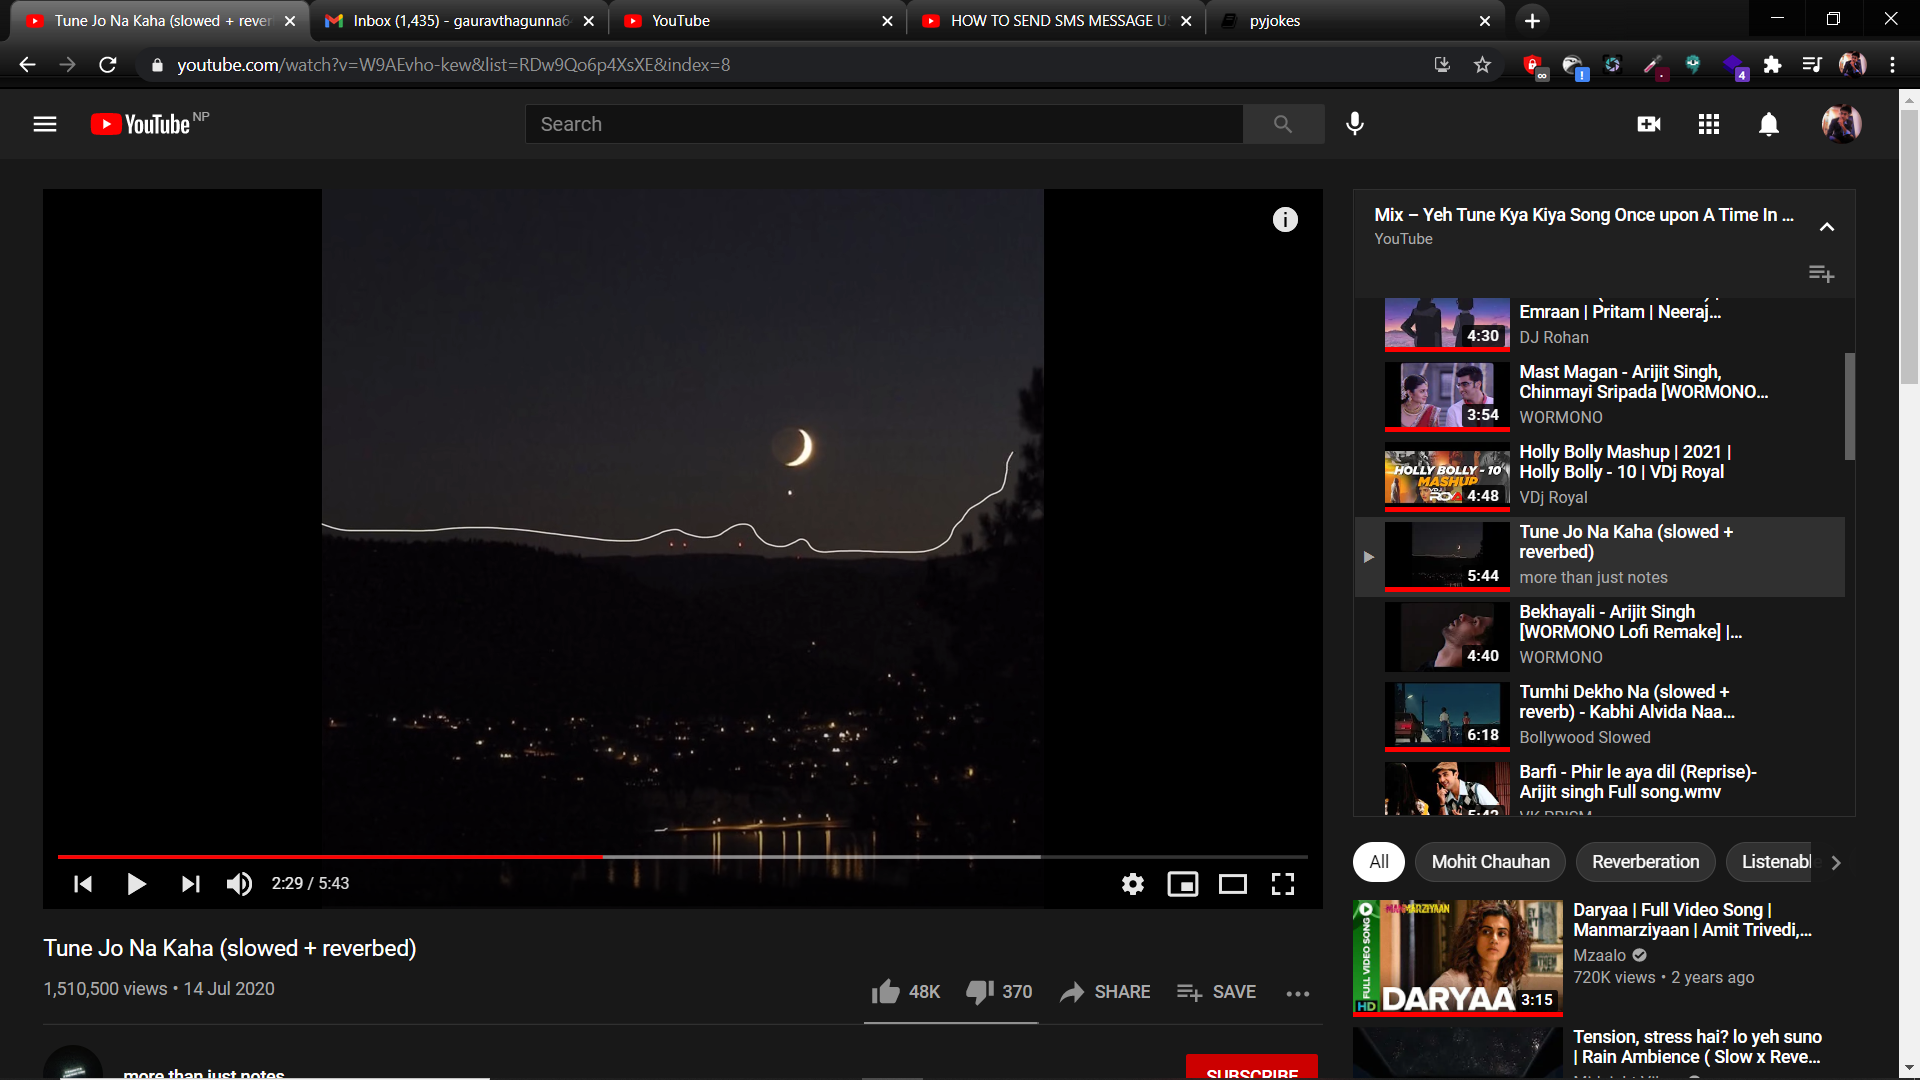 Tune Jo Na Kaha (slowed + rever
Inbox (1,435) - gauravthagunna6
YouTube
HOW TO SEND SMS MESSAGE U
pyjokes
youtube.com/watch?v=W9AEvho-kew&list=RDw9Qo6p4XsXE&index=8
4
YouTube NP
Search
Mix – Yeh Tune Kya Kiya Song Once upon A Time In ...
YouTube
Emraan | Pritam | Neeraj...
4:30
DJ Rohan
Mast Magan - Arijit Singh,
Chinmayi Sripada [WORMONO...
3:54
WORMONO
Holly Bolly Mashup | 2021 |
Holly Bolly - 10 | VDj Royal
HOLLY BOLLY - 10
MASHUP
4:48
VDj Royal
Tune Jo Na Kaha (slowed +
reverbed)
5:44
more than just notes
Bekhayali - Arijit Singh
[WORMONO Lofi Remake] |...
4:40
WORMONO
Tumhi Dekho Na (slowed +
reverb) - Kabhi Alvida Naa...
6:18
Bollywood Slowed
Barfi - Phir le aya dil (Reprise)-
Arijit singh Full song.wmv
2:29 / 5:43
All
Mohit Chauhan
Reverberation
Listenabl
Tune Jo Na Kaha (slowed + reverbed)
1,510,500 views • 14 Jul 2020
48K
370
SHARE
SAVE
more than just notes
SUBSCRIBE
MANMARZIYAAN
FULL VIDEO SONG
HD
DARYAA
3:15
Daryaa | Full Video Song |
Manmarziyaan | Amit Trivedi,...
Mzaalo
720K views • 2 years ago
Tension, stress hai? lo yeh suno
| Rain Ambience ( Slow x Reve...